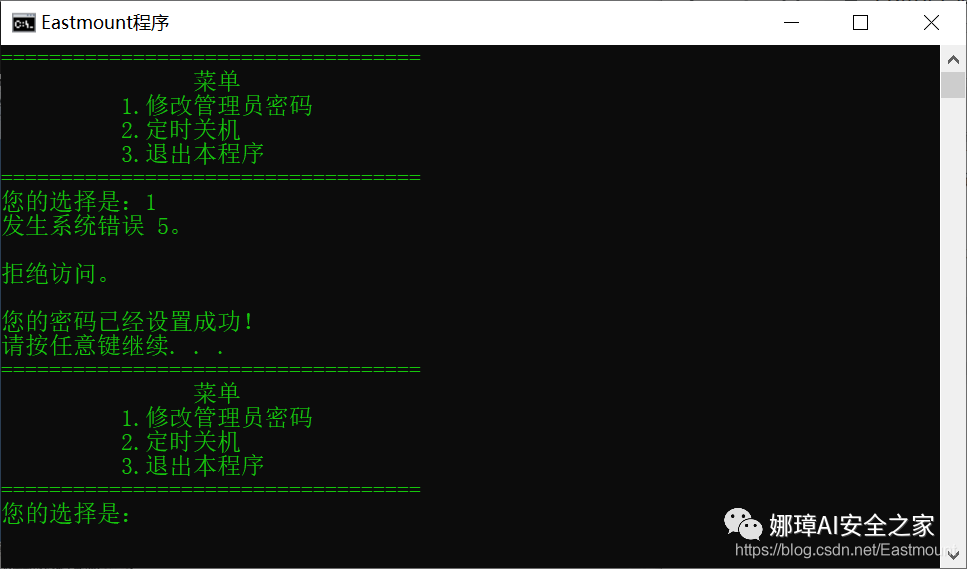 Eastmount程序
===================================
菜单
1.修改管理员密码
2.定时关机
3.退出本程序
===================================
您的选择是：1
发生系统错误 5。
拒绝访问。
您的密码已经设置成功！
请按任意键继续. . .
===================================
菜单
1.修改管理员密码
2.定时关机
3.退出本程序
===================================
您的选择是：
娜璋AI安全之家
https://blog.csdn.net/Eastmount